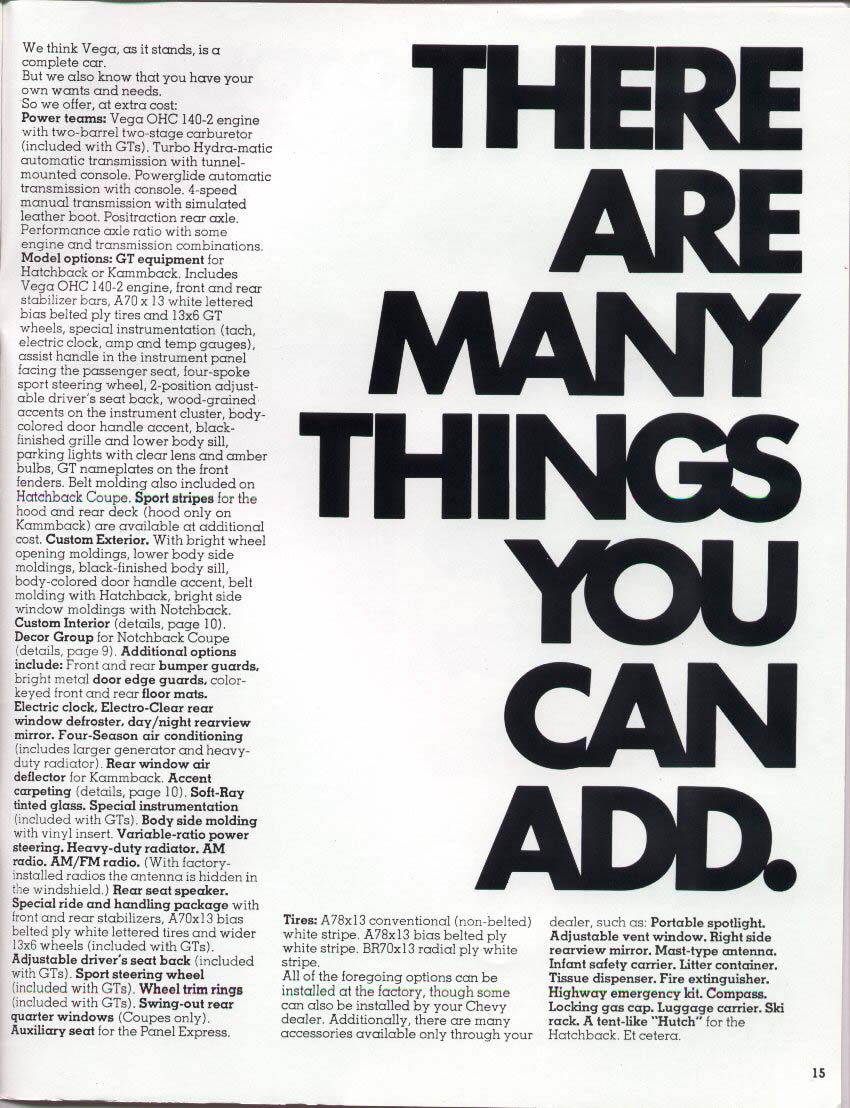 We think Vega, as it stands, is a
complete car.
But we also know that you have your
own wants and needs.
So we offer, at extra cost:
Power teams: Vega OHC 140-2 engine
with two-barrel two-stage carburetor
(included with GTs). Turbo Hydra-matic
automatic transmission with tunnel-
mounted console. Powerglide automatic
transmission with console. 4-speed
manual transmission with simulated
leather boot. Positraction rear axle.
Performance axle ratio with some
engine and transmission combinations.
Model options: GT equipment for
Hatchback or Kammback. Includes
Vega OHC 140-2 engine, front and rear
stabilizer bars, A70 x 13 white lettered
bias belted ply tires and 13x6 GT
wheels, special instrumentation (tach,
electric clock, amp and temp gauges),
assist handle in the instrument panel
facing the passenger seat, four-spoke
sport steering wheel, 2-position adjust-
able driver's seat back, wood-grained
accents on the instrument cluster, body-
colored door handle accent, black-
finished grille and lower body sill,
parking lights with clear lens and amber
bulbs, GT nameplates on the front
fenders. Belt molding also included on
Hatchback Coupe. Sport stripes for the
hood and rear deck (hood only on
Kammback) are available at additional
cost. Custom Exterior. With bright wheel
opening moldings, lower body side
moldings, black-finished body sill,
body-colored door handle accent, belt
molding with Hatchback, bright side
window moldings with Notchback.
Custom Interior (details, page 10).
Decor Group for Notchback Coupe
(details, page 9). Additional options
include: Front and rear bumper guards,
bright metal door edge guards, color-
keyed front and rear floor mats.
Electric clock, Electro-Clear rear
window defroster, day/night rearview
mirror. Four-Season air conditioning
(includes larger generator and heavy-
duty radiator). Rear window air
deflector for Kammback. Accent
carpeting (details, page 10). Soft-Ray
tinted glass. Special instrumentation
(included with GTs). Body side molding
with vinyl insert. Variable-ratio power
steering. Heavy-duty radiator. AM
radio. AM/FM radio. (With factory-
installed radios the antenna is hidden in
the windshield.) Rear seat speaker.
Special ride and handling package with
front and rear stabilizers, A70x13 bias
belted ply white lettered tires and wider
13x6 wheels (included with GTs).
Adjustable driver's seat back (included
with GTs). Sport steering wheel
(included with GTs). Wheel trim rings
(included with GTs). Swing-out rear
quarter windows (Coupes only).
Auxiliary seat for the Panel Express.
THERE
ARE
MANY
THINGS
YOU
CAN
ADD.
Tires: A78x13 conventional (non-belted)
white stripe. A78x13 bias belted ply
white stripe. BR70x13 radial ply white
stripe.
All of the foregoing options can be
installed at the factory, though some
can also be installed by your Chevy
dealer. Additionally, there are many
accessories available only through your
dealer, such as: Portable spotlight.
Adjustable vent window. Right side
rearview mirror. Mast-type antenna.
Infant safety carrier. Litter container.
Tissue dispenser. Fire extinguisher.
Highway emergency kit. Compass.
Locking gas cap. Luggage carrier. Ski
rack. A tent-like "Hutch" for the
Hatchback. Et cetera.
15